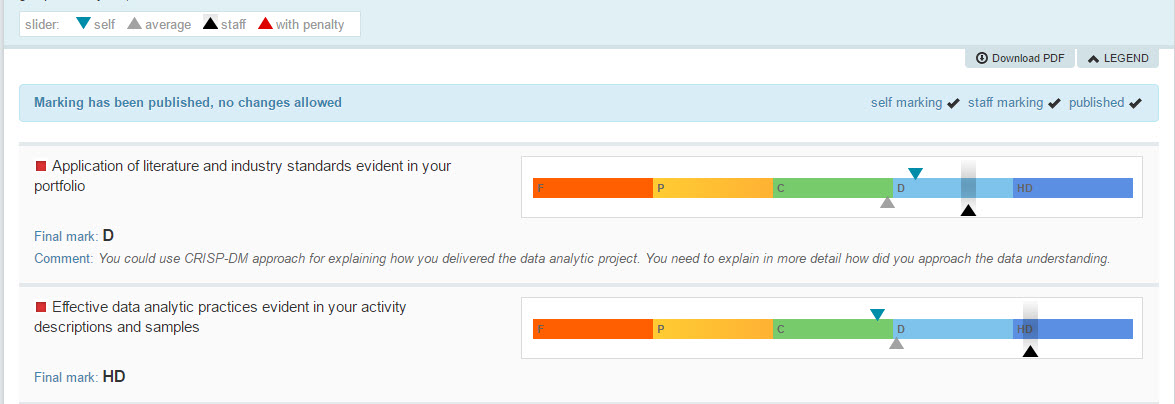 slider: self average staff with penalty
Download PDF LEGEND
Marking has been published, no changes allowed self marking staff marking published
Application of literature and industry standards evident in your
portfolio
F P C D HD
Final mark: D
Comment: You could use CRISP-DM approach for explaining how you delivered the data analytic project. You need to explain in more detail how did you approach the data understanding.
Effective data analytic practices evident in your activity
descriptions and samples
F P C D HD
Final mark: HD